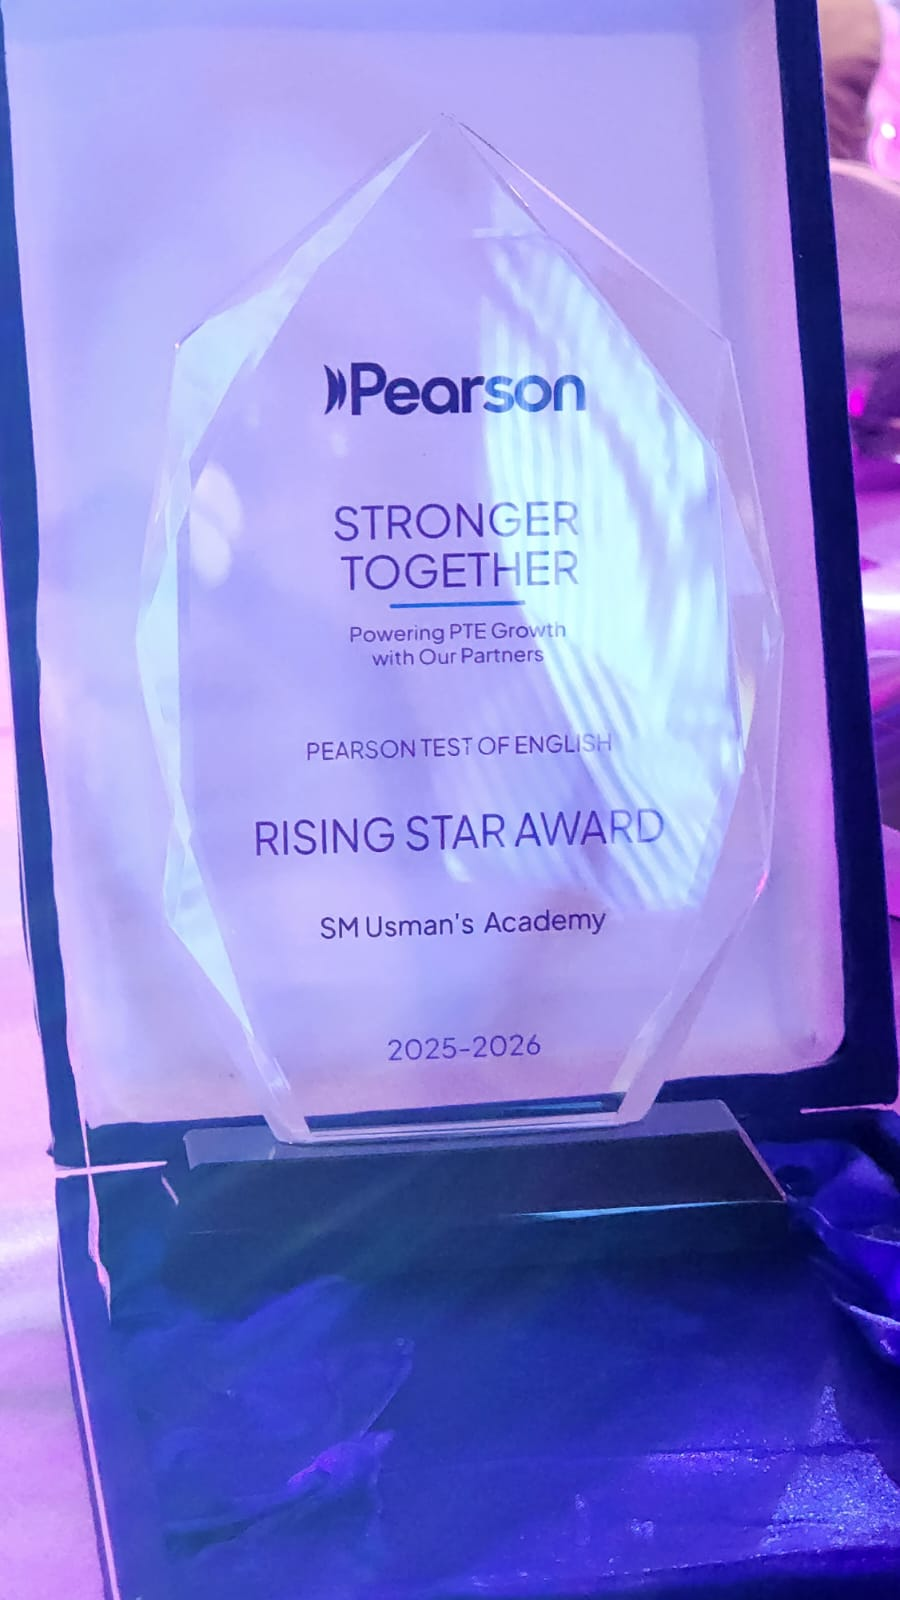 Pearson
STRONGER
TOGETHER
Powering PTE Growth
with Our Partners
PEARSON TEST OF ENGLISH
RISING STAR AWARD
SM Usman's Academy
2025-2026